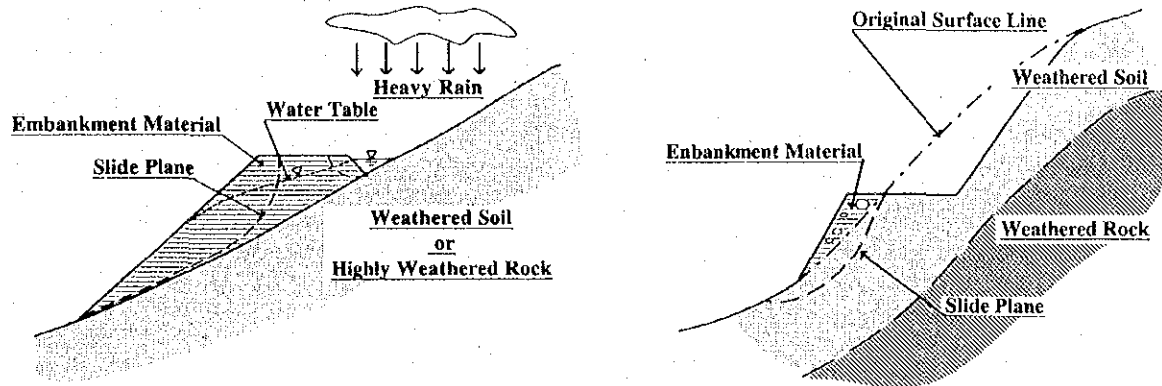 Heavy Rain
Water Table
Embankment Material
Slide Plane
Weathered Soil
or
Highly Weathered Rock
Original Surface Line
Weathered Soil
Enbankment Material
Weathered Rock
Slide Plane